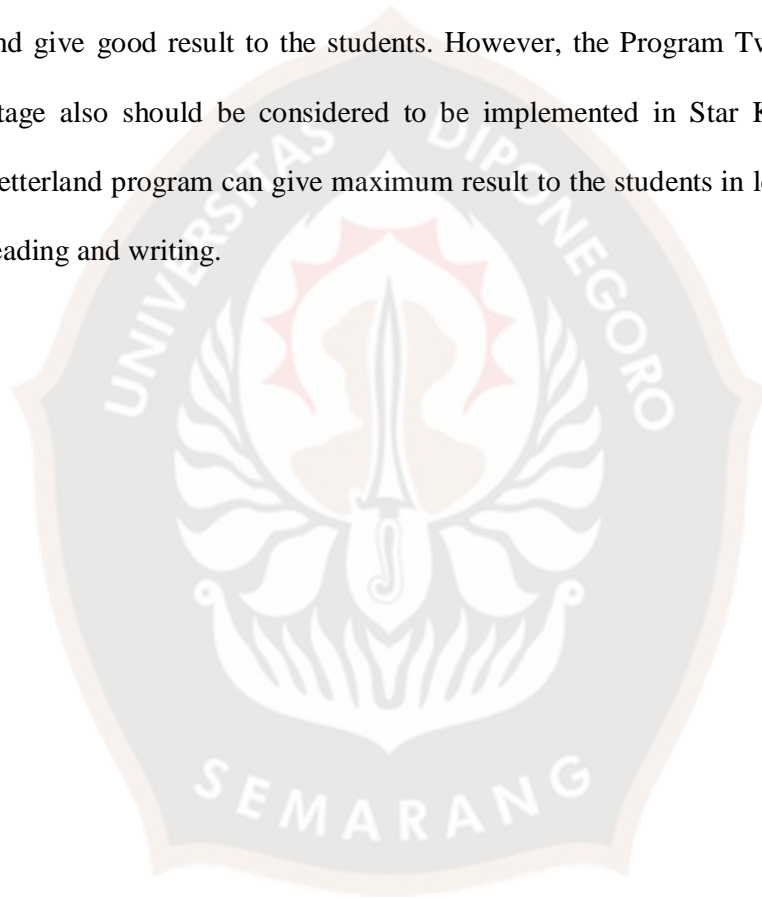 nd give good result to the students. However, the Program Tw
tage also should be considered to be implemented in Star K
etterland program can give maximum result to the students in l
eading and writing.
UNIVERSITAS DIPONEGORO
SEMARANG